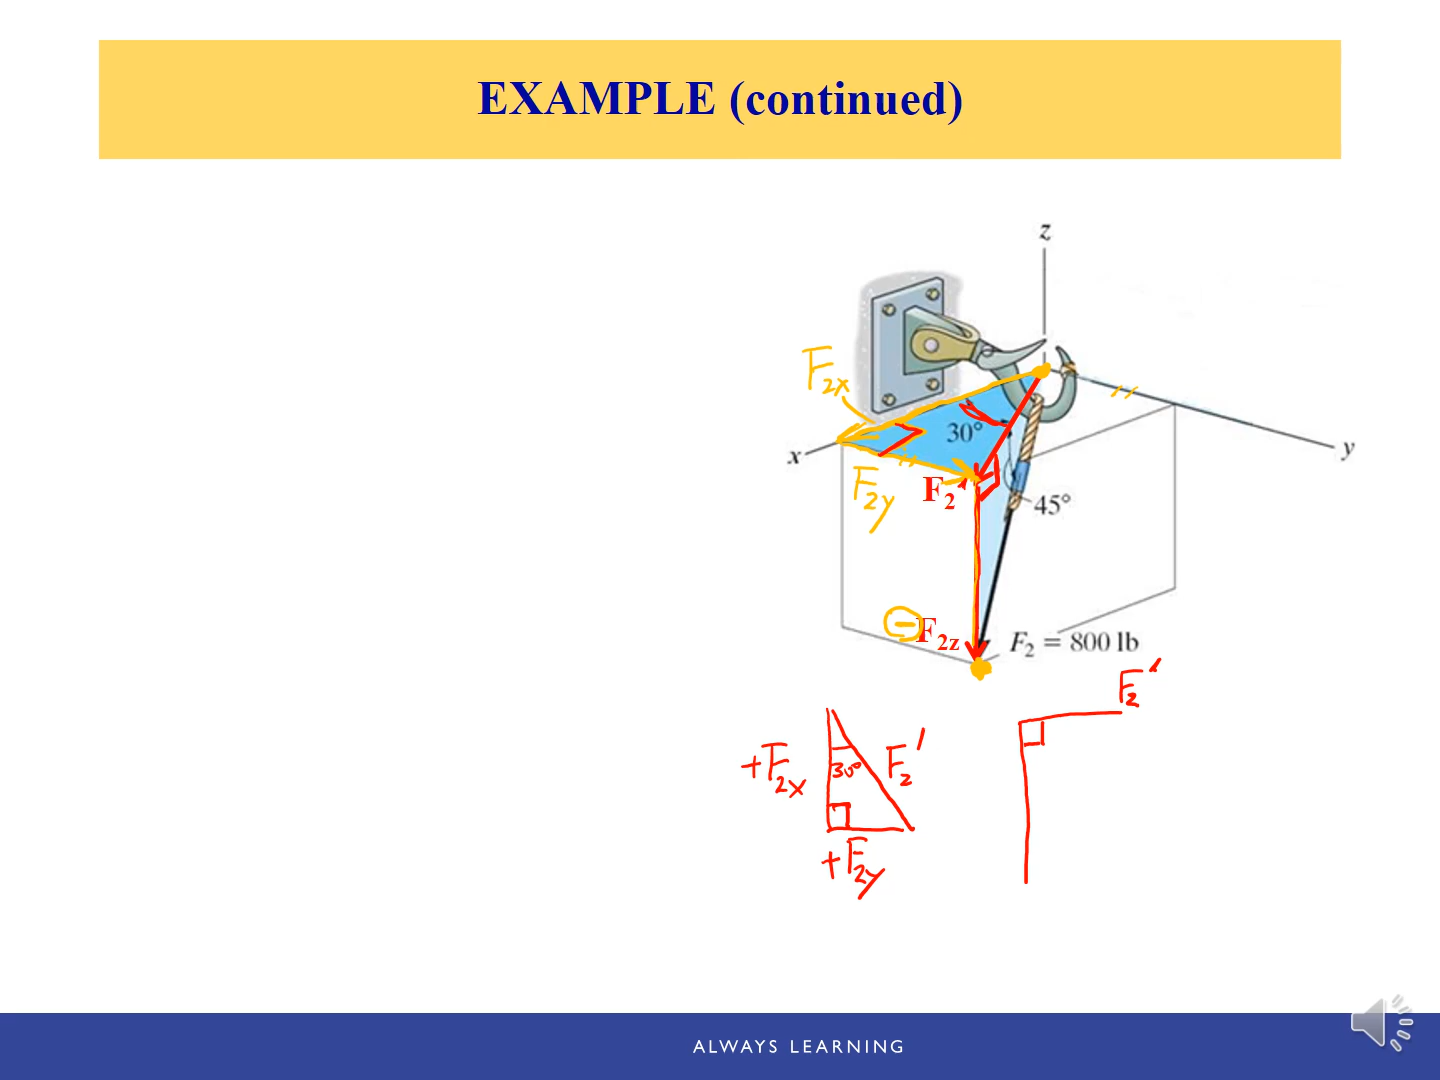 EXAMPLE (continued)
z
F2x
30°
x
y
F2y
F2'
45°
−F2z
F2 = 800 lb
F2'
+F2x
30°
F2'
+F2y
ALWAYS LEARNING